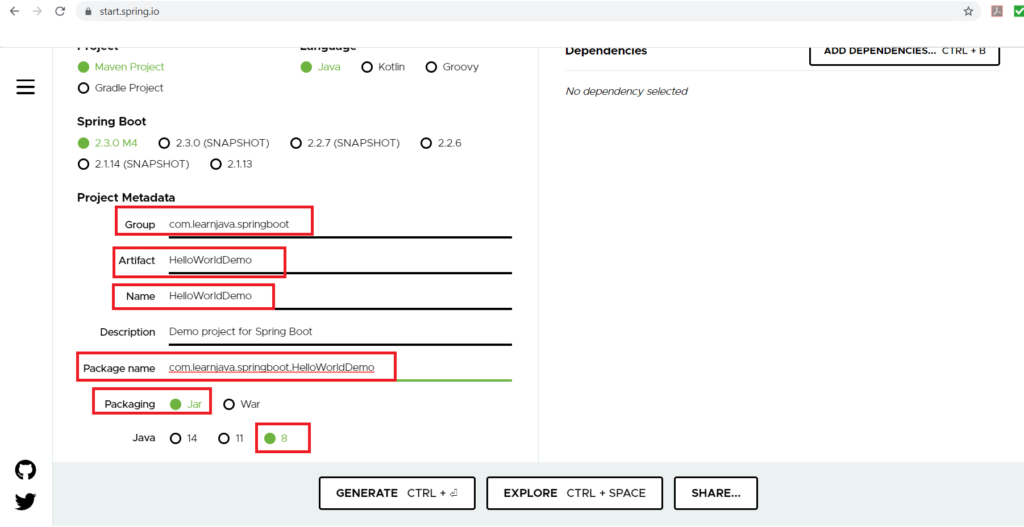 start.spring.io
Project
Language
Maven Project
Java
Kotlin
Groovy
Gradle Project
Spring Boot
2.3.0 M4
2.3.0 (SNAPSHOT)
2.2.7 (SNAPSHOT)
2.2.6
2.1.14 (SNAPSHOT)
2.1.13
Project Metadata
Group com.learnjava.springboot
Artifact HelloWorldDemo
Name HelloWorldDemo
Description Demo project for Spring Boot
Package name com.learnjava.springboot.HelloWorldDemo
Packaging Jar War
Java 14 11 8
Dependencies
ADD DEPENDENCIES... CTRL + B
No dependency selected
GENERATE CTRL + ⏎
EXPLORE CTRL + SPACE
SHARE...